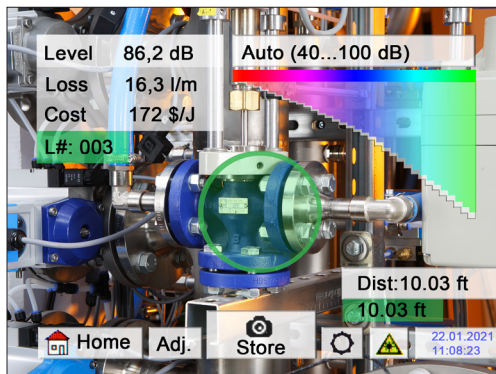 Level 86,2 dB
Auto (40...100 dB)
Loss 16,3 l/m
Cost 172 $/J
L#: 003
Dist:10.03 ft
10.03 ft
Home
Adj.
Store
22.01.2021
11:08:23